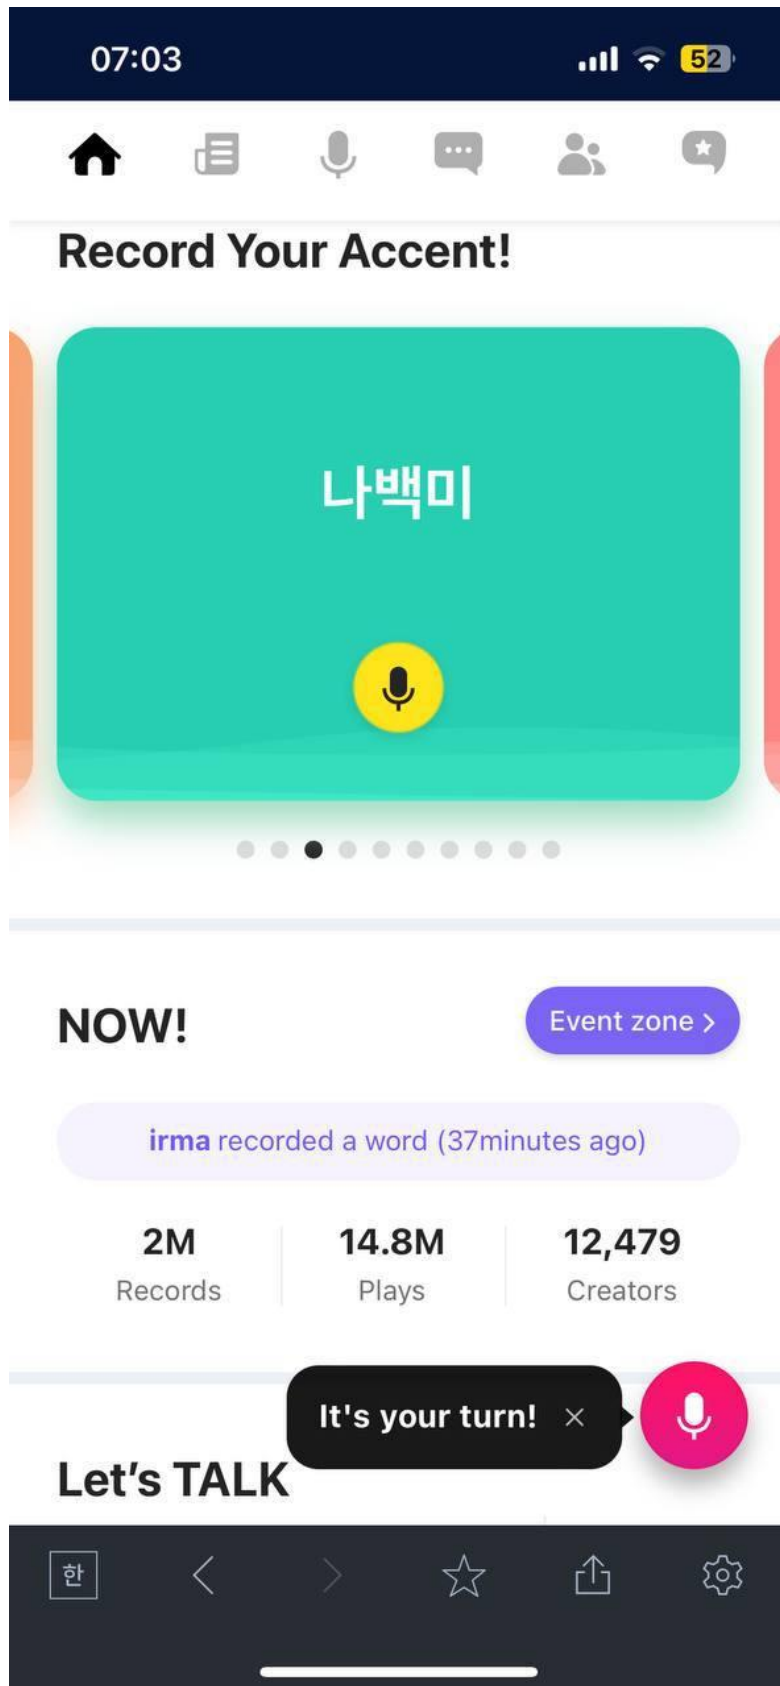 07:03
52
Record Your Accent!
나백미
NOW!
Event zone >
irma recorded a word (37minutes ago)
2M 14.8M 12,479
Records Plays Creators
It's your turn! ×
Let’s TALK
한